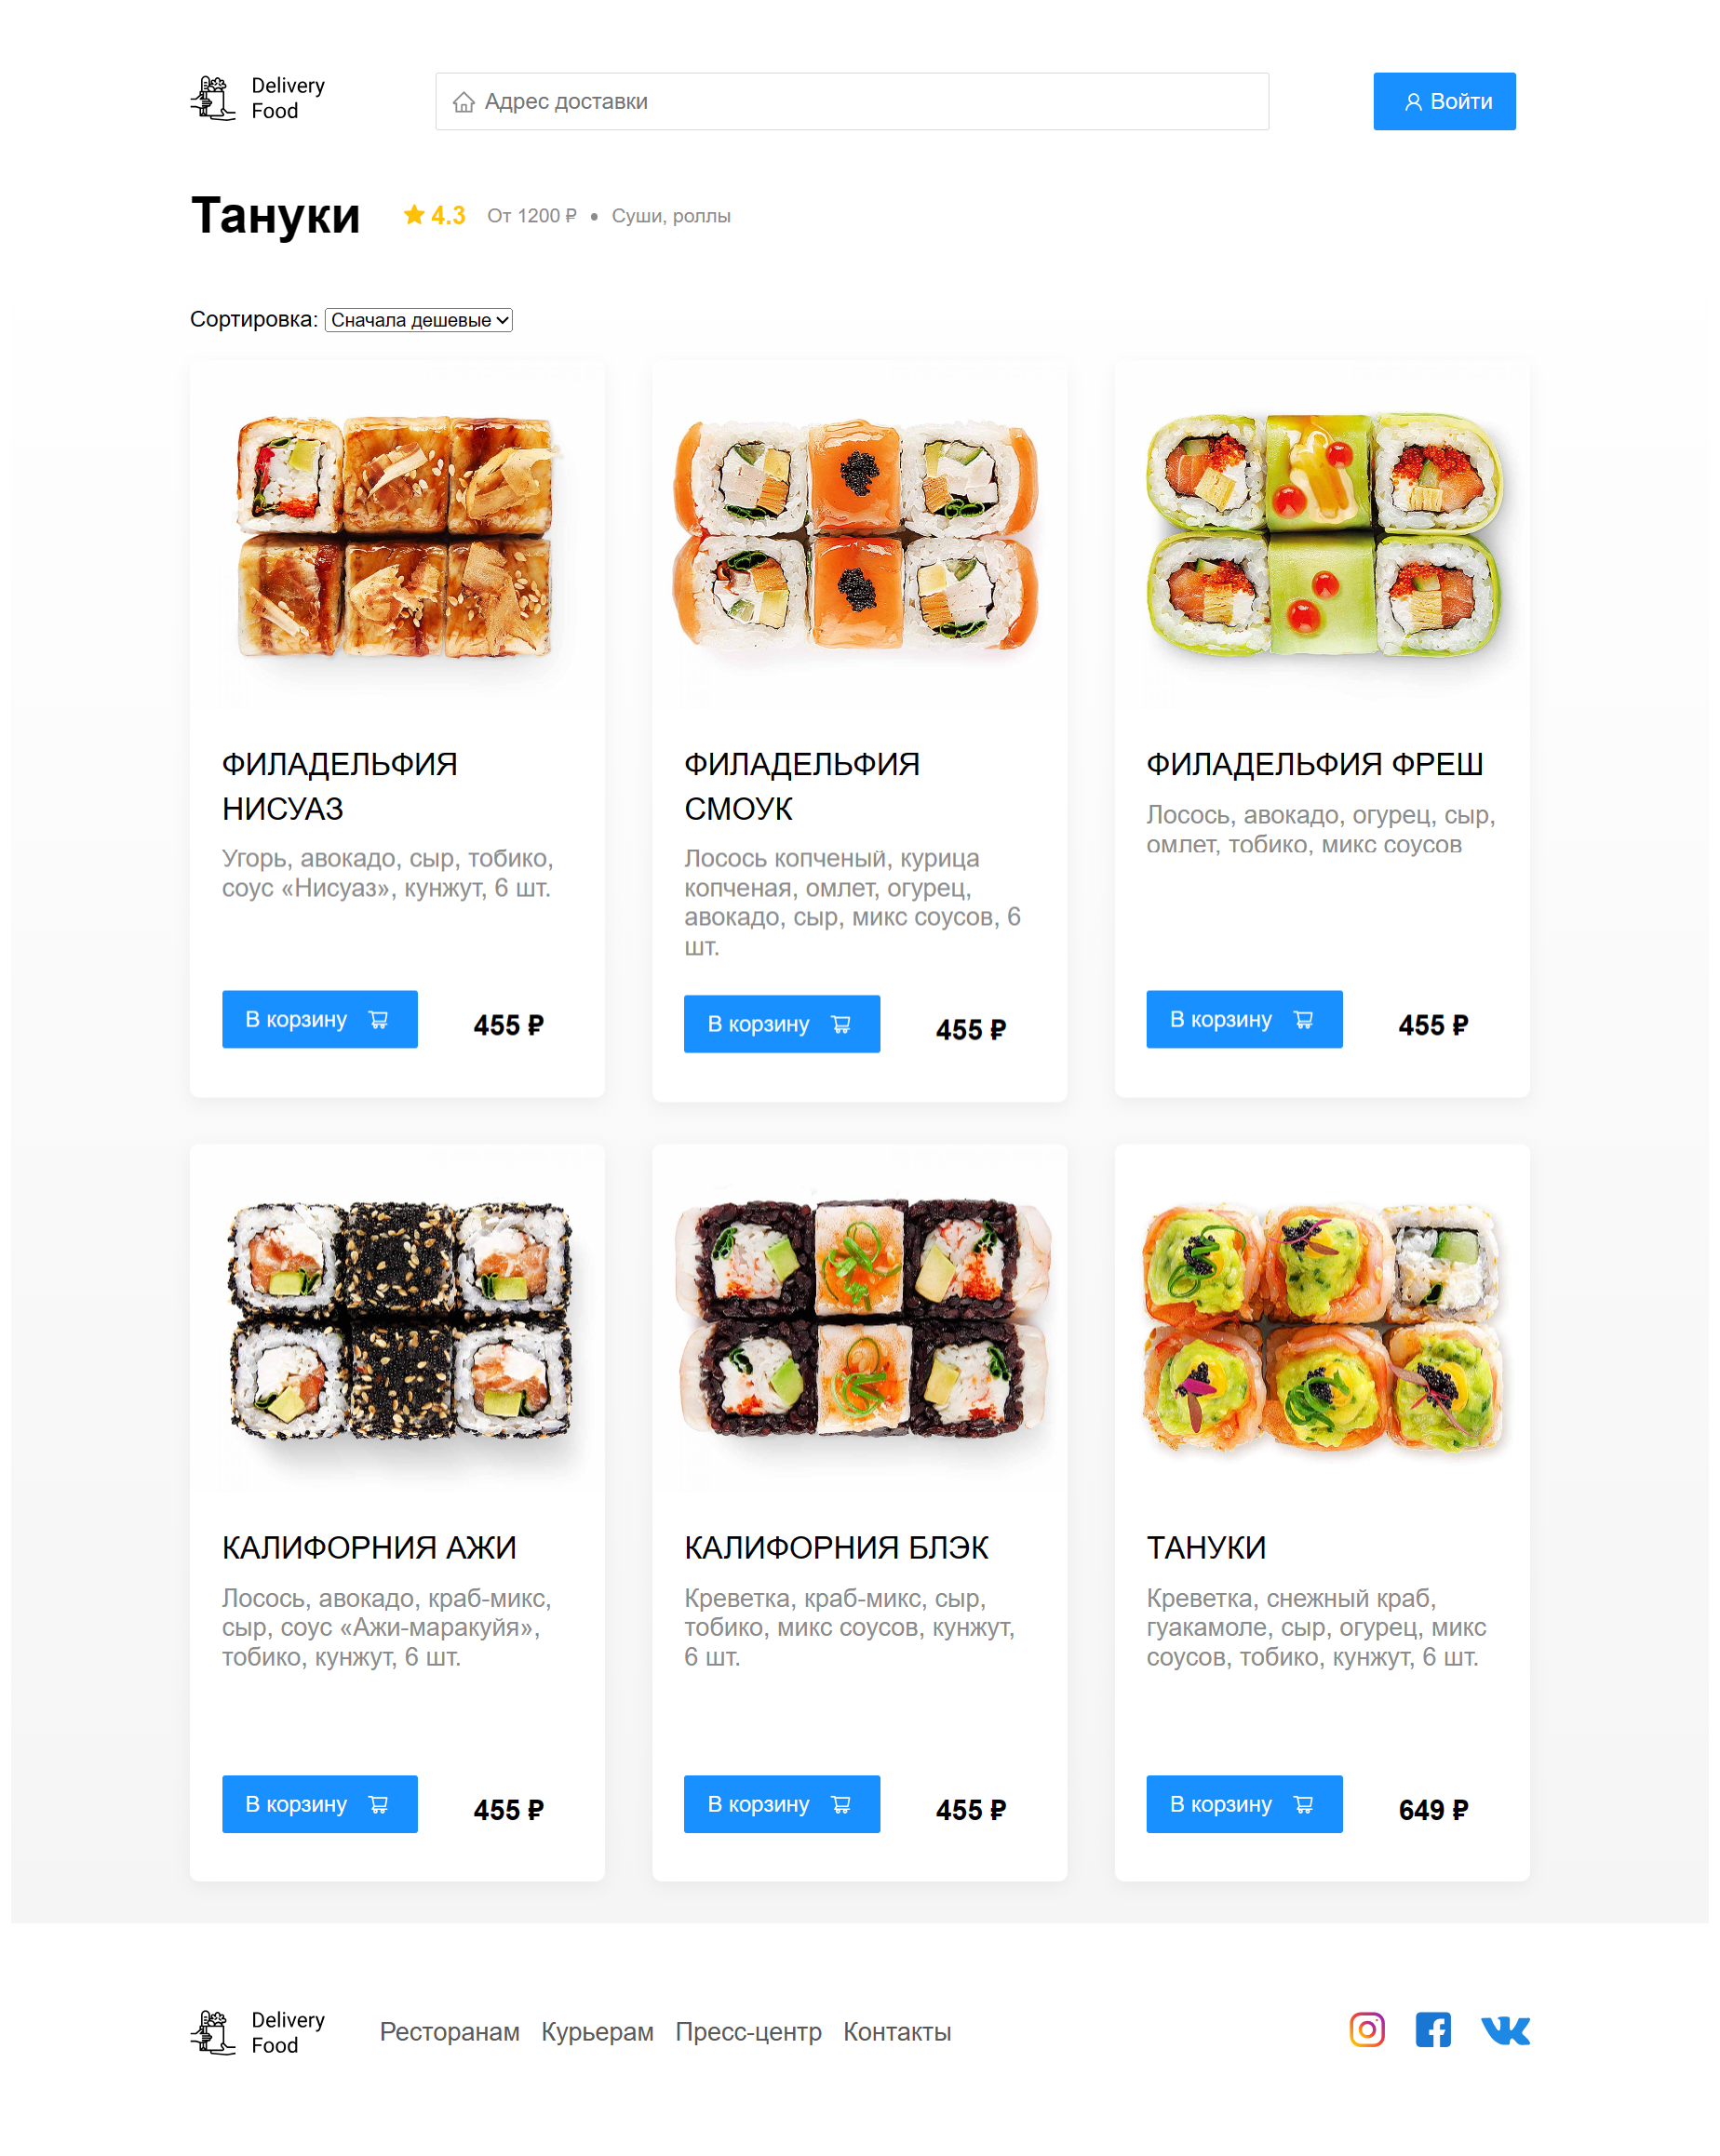 Delivery
Food
Адрес доставки
Войти
Тануки
4.3
От 1200 ₽ • Суши, роллы
Сортировка: Сначала дешевые
ФИЛАДЕЛЬФИЯ
НИСУАЗ
Угорь, авокадо, сыр, тобико,
соус «Нисуаз», кунжут, 6 шт.
В корзину
455 ₽
ФИЛАДЕЛЬФИЯ
СМОУК
Лосось копченый, курица
копченая, омлет, огурец,
авокадо, сыр, микс соусов, 6
шт.
В корзину
455 ₽
ФИЛАДЕЛЬФИЯ ФРЕШ
Лосось, авокадо, огурец, сыр,
омлет, тобико, микс соусов
В корзину
455 ₽
КАЛИФОРНИЯ АЖИ
Лосось, авокадо, краб-микс,
сыр, соус «Ажи-маракуйя»,
тобико, кунжут, 6 шт.
В корзину
455 ₽
КАЛИФОРНИЯ БЛЭК
Креветка, краб-микс, сыр,
тобико, микс соусов, кунжут,
6 шт.
В корзину
455 ₽
ТАНУКИ
Креветка, снежный краб,
гуакамоле, сыр, огурец, микс
соусов, тобико, кунжут, 6 шт.
В корзину
649 ₽
Delivery
Food
Ресторанам
Курьерам
Пресс-центр
Контакты